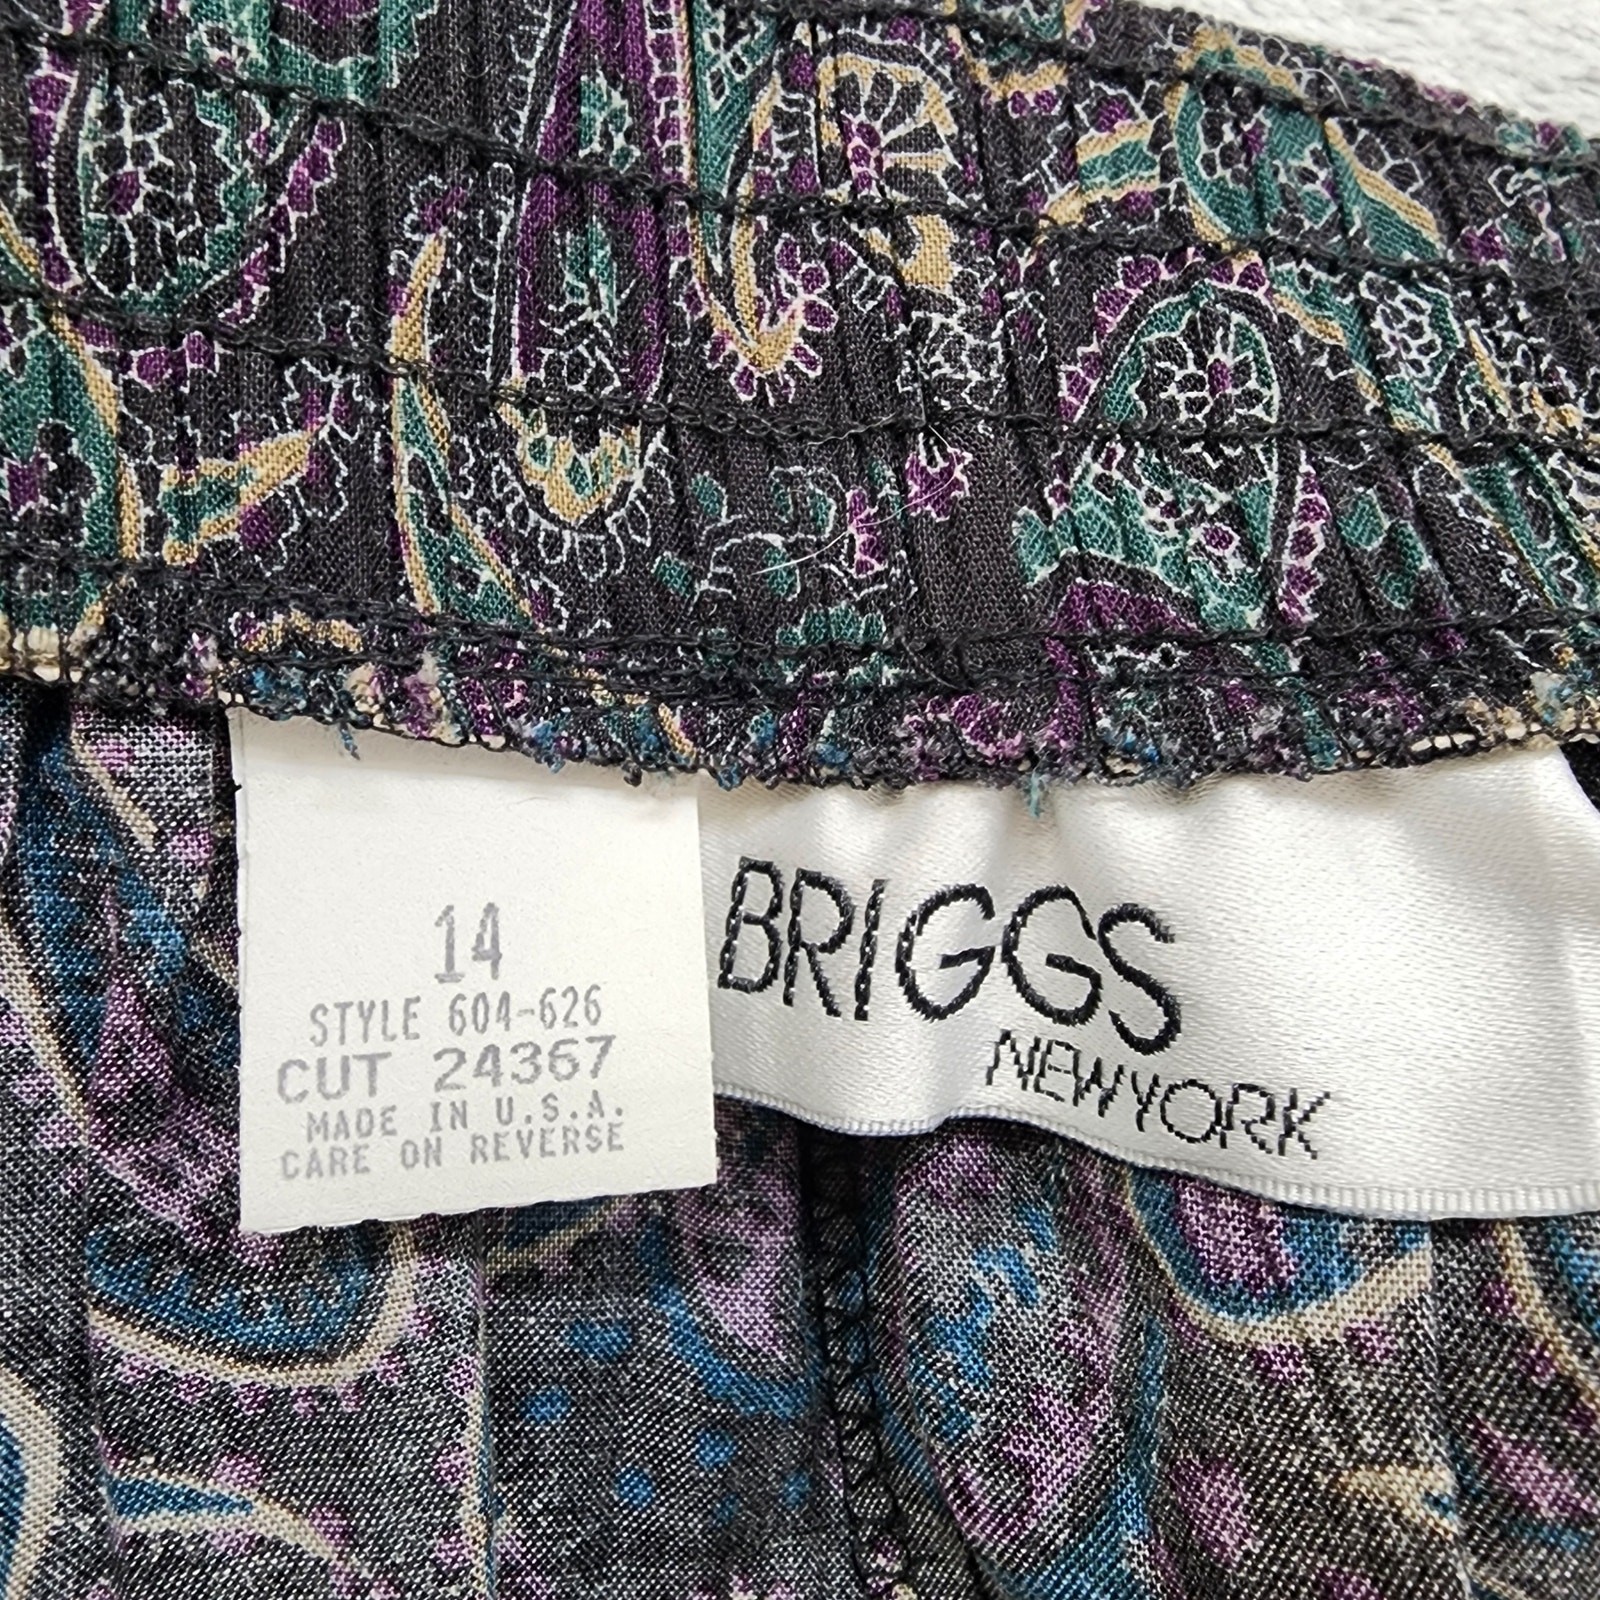 14
STYLE 604-626
CUT 24367
MADE IN U.S.A.
CARE ON REVERSE
BRIGGS
NEW YORK